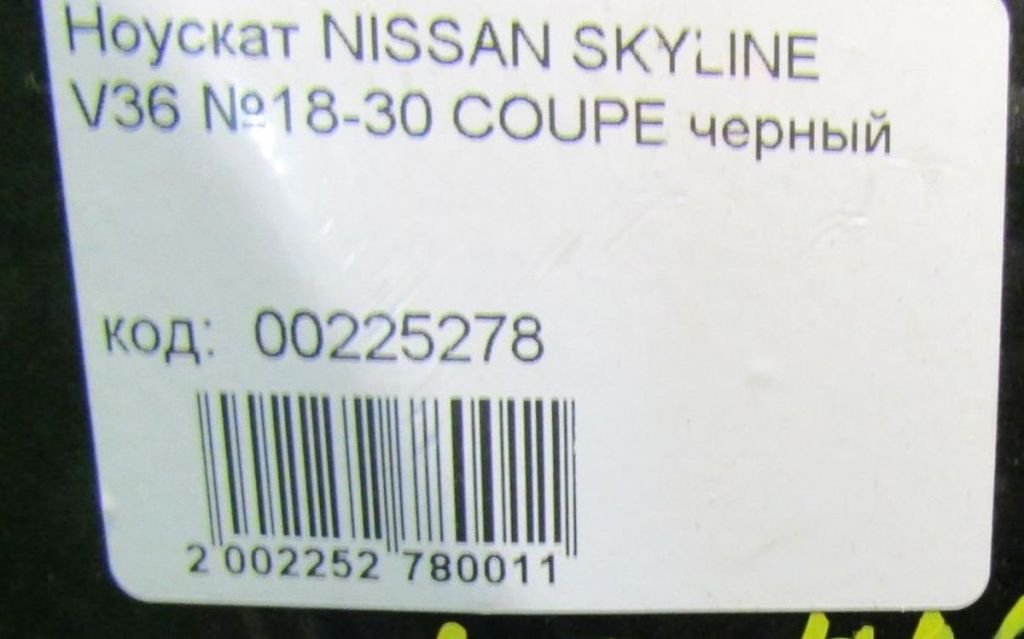 Ноускат NISSAN SKYLINE
V36 №18-30 COUPE черный
код: 00225278
2 002252 780011